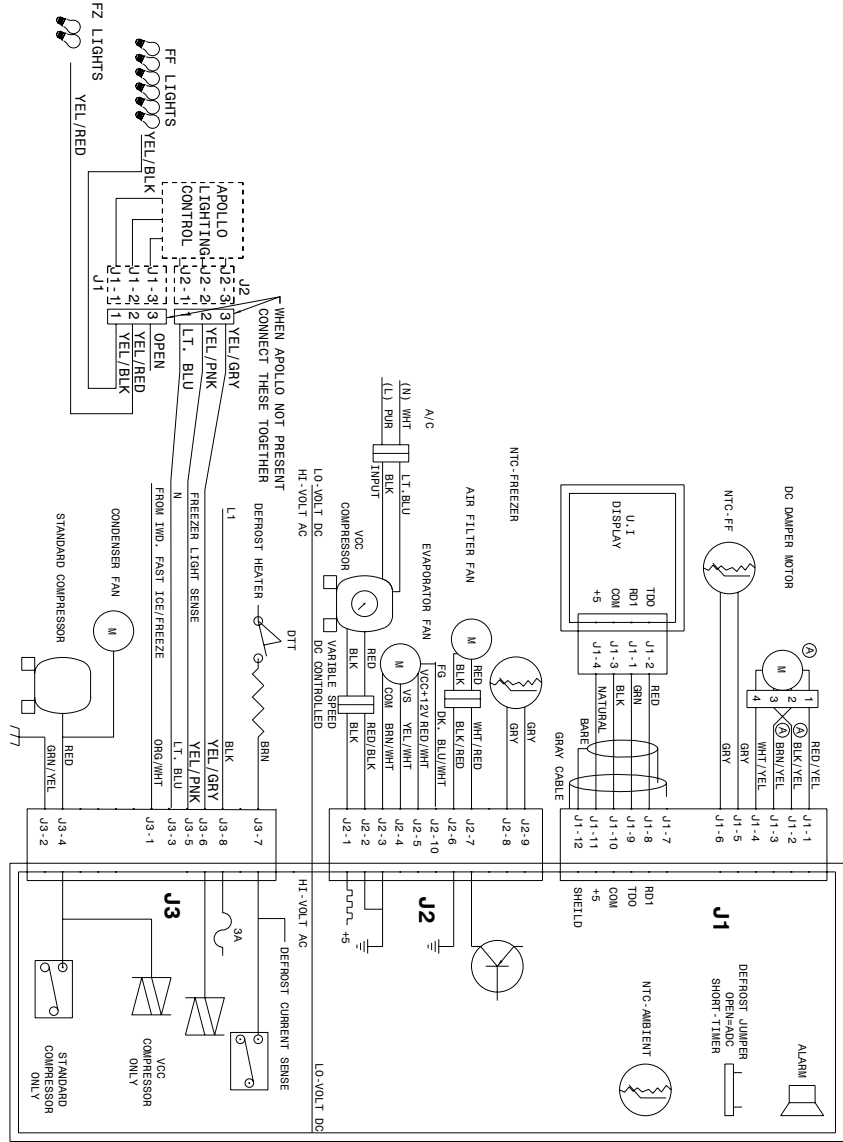 FZ LIGHTS
FF LIGHTS
YEL/RED
YEL/BLK
APOLLO
LIGHTING
CONTROL
J2-3
J2-2
J2-1
J2
J1-3
J1-2
J1-1
J1
3
2
1
3
2
1
WHEN APOLLO NOT PRESENT
CONNECT THESE TOGETHER
YEL/GRY
YEL/PNK
LT. BLU
OPEN
YEL/RED
YEL/BLK
A/C
(N) WHT
(L) PUR
LT.BLU
BLK
INPUT
LO-VOLT DC
HI-VOLT AC
L1
FREEZER LIGHT SENSE
N
FROM IWD. FAST ICE/FREEZE
DEFROST HEATER
DTT
BRN
BLK
YEL/GRY
YEL/PNK
LT. BLU
ORG/WHT
CONDENSER FAN
M
STANDARD COMPRESSOR
RED
GRN/YEL
J3-7
J3-8
J3-6
J3-5
J3-3
J3-1
J3-4
J3-2
J3
HI-VOLT AC
3A
DEFROST CURRENT SENSE
VCC
COMPRESSOR
ONLY
STANDARD
COMPRESSOR
ONLY
NTC-FREEZER
GRY
GRY
AIR FILTER FAN
M
RED
BLK
WHT/RED
BLK/RED
EVAPORATOR FAN
M
FG
VCC+12V
VS
COM
DK. BLU/WHT
RED/WHT
YEL/WHT
BRN/WHT
VCC
COMPRESSOR
RED
BLK
RED/BLK
BLK
VARIBLE SPEED
DC CONTROLLED
J2-9
J2-8
J2-7
J2-6
J2-10
J2-5
J2-4
J2-3
J2-2
J2-1
J2
+5
LO-VOLT DC
DC DAMPER MOTOR
A
M
1
2
3
4
A
A
RED/YEL
BLK/YEL
BRN/YEL
WHT/YEL
NTC-FF
GRY
GRY
U.I
DISPLAY
TDO
RD1
COM
+5
J1-2
J1-1
J1-3
J1-4
RED
GRN
BLK
NATURAL
BARE
GRAY CABLE
J1-1
J1-2
J1-3
J1-4
J1-5
J1-6
J1-7
J1-8
J1-9
J1-10
J1-11
J1-12
RD1
TDO
COM
+5
SHEILD
J1
ALARM
DEFROST JUMPER
OPEN=ADC
SHORT-TIMER
NTC-AMBIENT